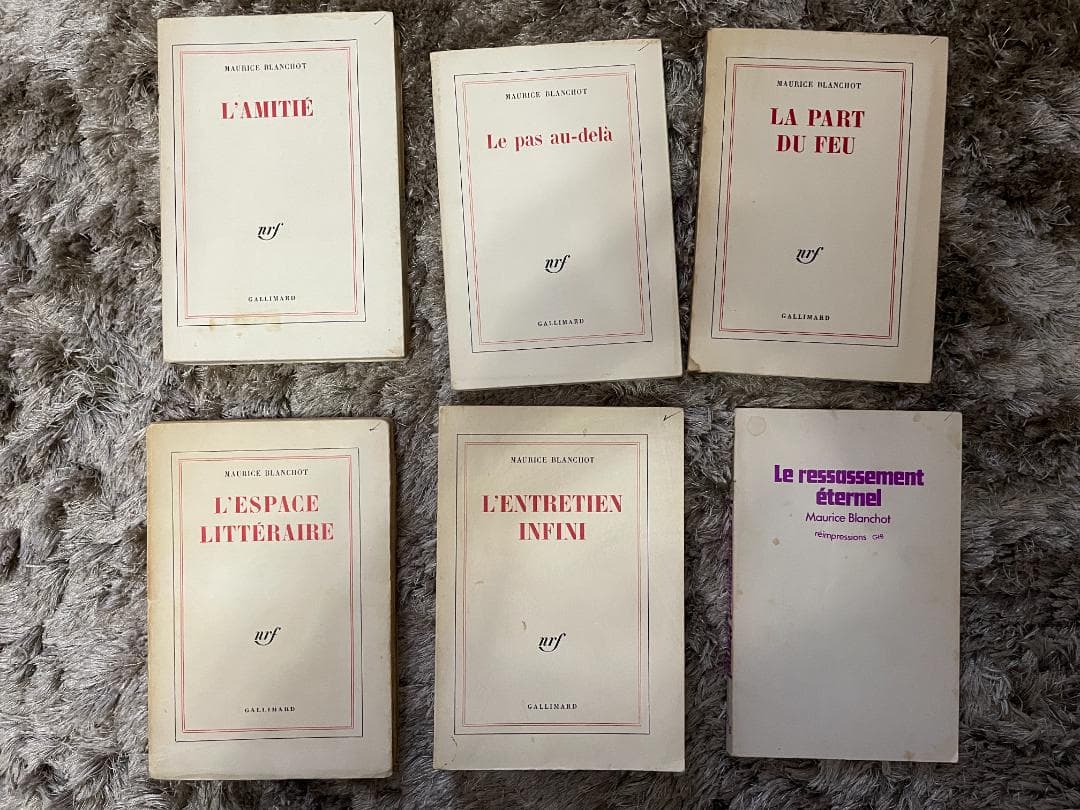 MAURICE BLANCHOT
L'AMITIÉ
nrf
GALLIMARD
MAURICE BLANCHOT
Le pas au-delà
nrf
GALLIMARD
MAURICE BLANCHOT
LA PART
DU FEU
nrf
GALLIMARD
MAURICE BLANCHOT
L'ESPACE
LITTÉRAIRE
nrf
GALLIMARD
MAURICE BLANCHOT
L'ENTRETIEN
INFINI
nrf
GALLIMARD
Le ressassement
éternel
Maurice Blanchot
réimpressions G+B